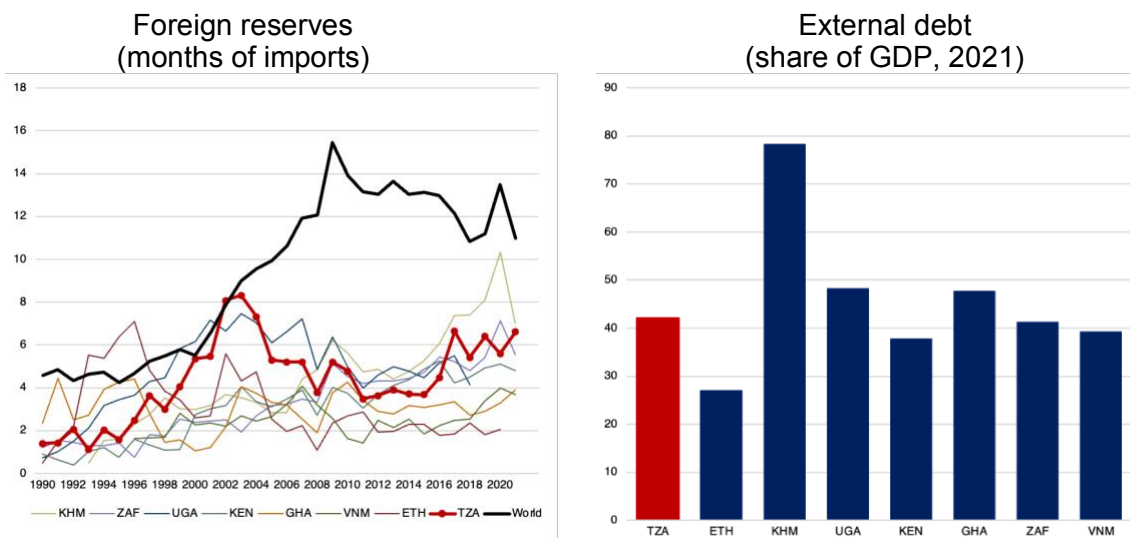 Foreign reserves
(months of imports)
18
16
14
12
10
8
6
4
2
0
1990 1992 1994 1996 1998 2000 2002 2004 2006 2008 2010 2012 2014 2016 2018 2020
KHM ZAF UGA KEN GHA VNM ETH TZA World
External debt
(share of GDP, 2021)
90
80
70
60
50
40
30
20
10
0
TZA ETH KHM UGA KEN GHA ZAF VNM